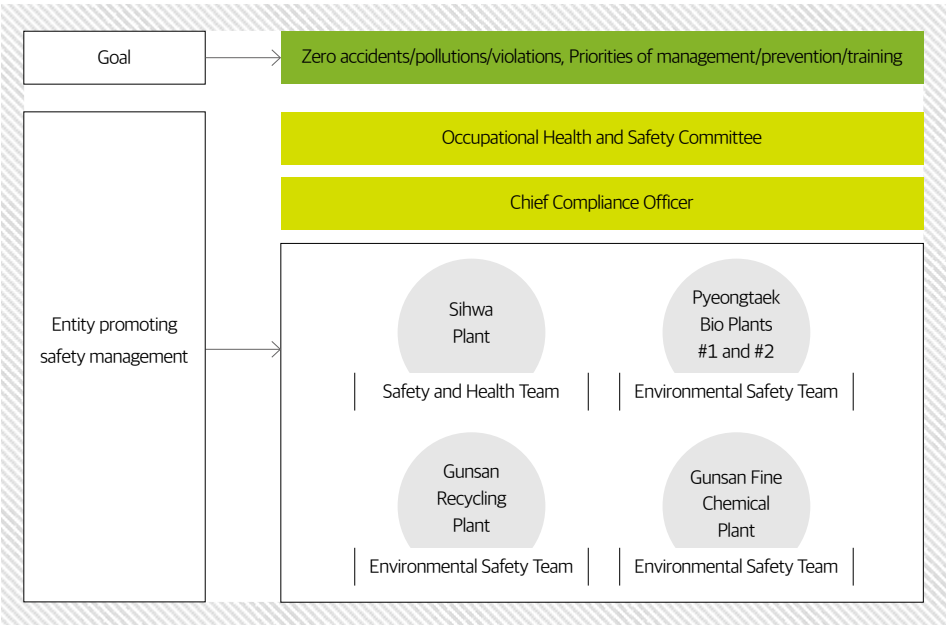 Goal
Zero accidents/pollutions/violations, Priorities of management/prevention/training
Entity promoting
safety management
Occupational Health and Safety Committee
Chief Compliance Officer
Sihwa
Plant
Safety and Health Team
Pyeongtaek
Bio Plants
#1 and #2
Environmental Safety Team
Gunsan
Recycling
Plant
Environmental Safety Team
Gunsan Fine
Chemical
Plant
Environmental Safety Team